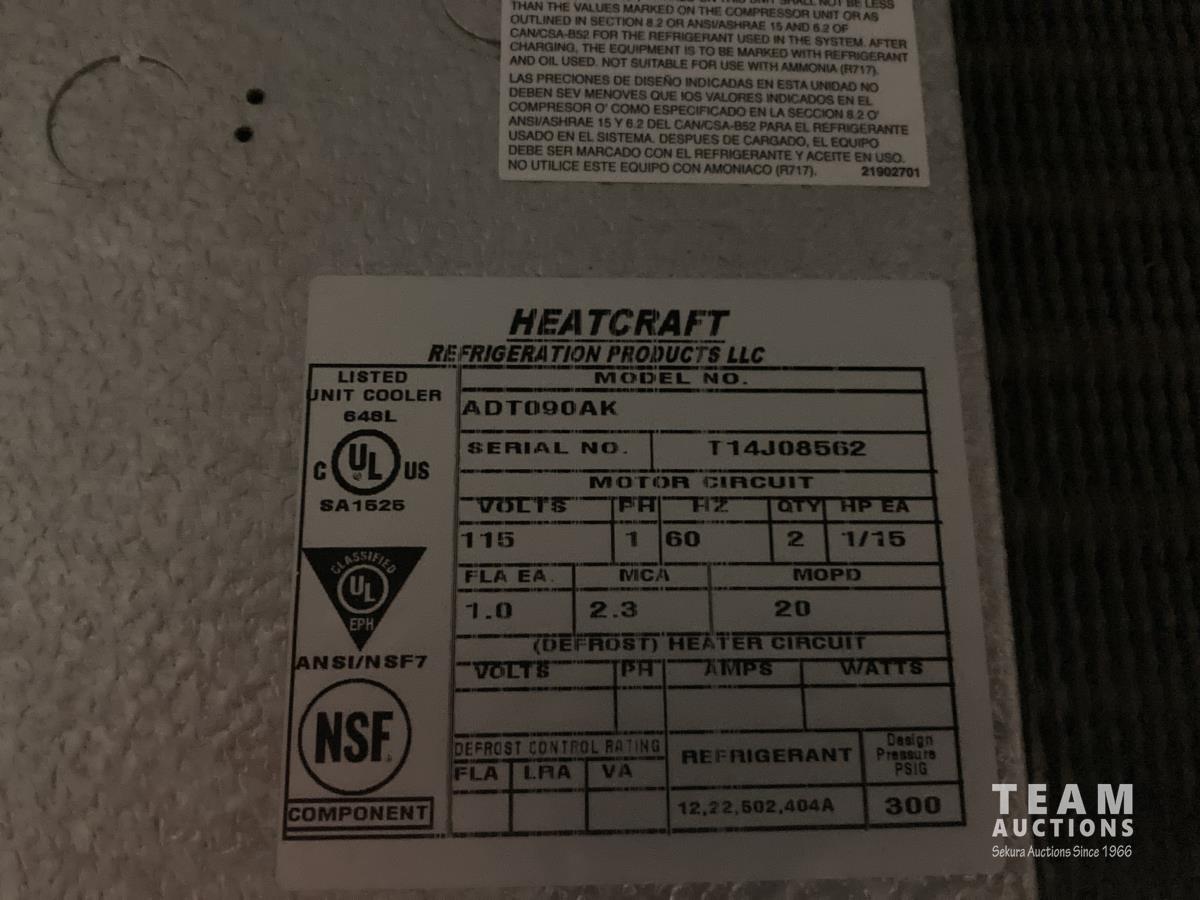 THAN THE VALUES MARKED ON THE COMPRESSOR UNIT OR AS
OUTLINED IN SECTION 8.2 OR ANSI/ASHRAE 15 AND 6.2 OF
CAN/CSA-B52 FOR THE REFRIGERANT USED IN THE SYSTEM. AFTER
CHARGING, THE EQUIPMENT IS TO BE MARKED WITH REFRIGERANT
AND OIL USED. NOT SUITABLE FOR USE WITH AMMONIA (R717).
LAS PRECIONES DE DISEÑO INDICADAS EN ESTA UNIDAD NO
DEBEN SEV MENOVES QUE IOS VALORES INDICADOS EN EL
COMPRESOR O' COMO ESPECIFICADO EN LA SECCION 8.2 O'
ANSI/ASHRAE 15 Y 6.2 DEL CAN/CSA-B52 PARA EL REFRIGERANTE
USADO EN EL SISTEMA. DESPUES DE CARGADO, EL EQUIPO
DEBE SER MARCADO CON EL REFRIGERANTE Y ACEITE EN USO.
NO UTILICE ESTE EQUIPO CON AMONIACO (R717). 21902701
HEATCRAFT
REFRIGERATION PRODUCTS LLC
LISTED
UNIT COOLER
648L
C UL US
SA1525
CLASSIFIED
UL
EPH
ANSI/NSF7
NSF
COMPONENT
MODEL NO.
ADT090AK
SERIAL NO. T14J08562
MOTOR CIRCUIT
VOLTS PH HZ QTY HP EA
115 1 60 2 1/15
FLA EA. MCA MOPD
1.0 2.3 20
(DEFROST) HEATER CIRCUIT
VOLTS PH AMPS WATTS
DEFROST CONTROL RATING
FLA LRA VA
REFRIGERANT
12,22,502,404A
Design
Pressure
PSIG
300
TEAM
AUCTIONS
Sekura Auctions Since 1966